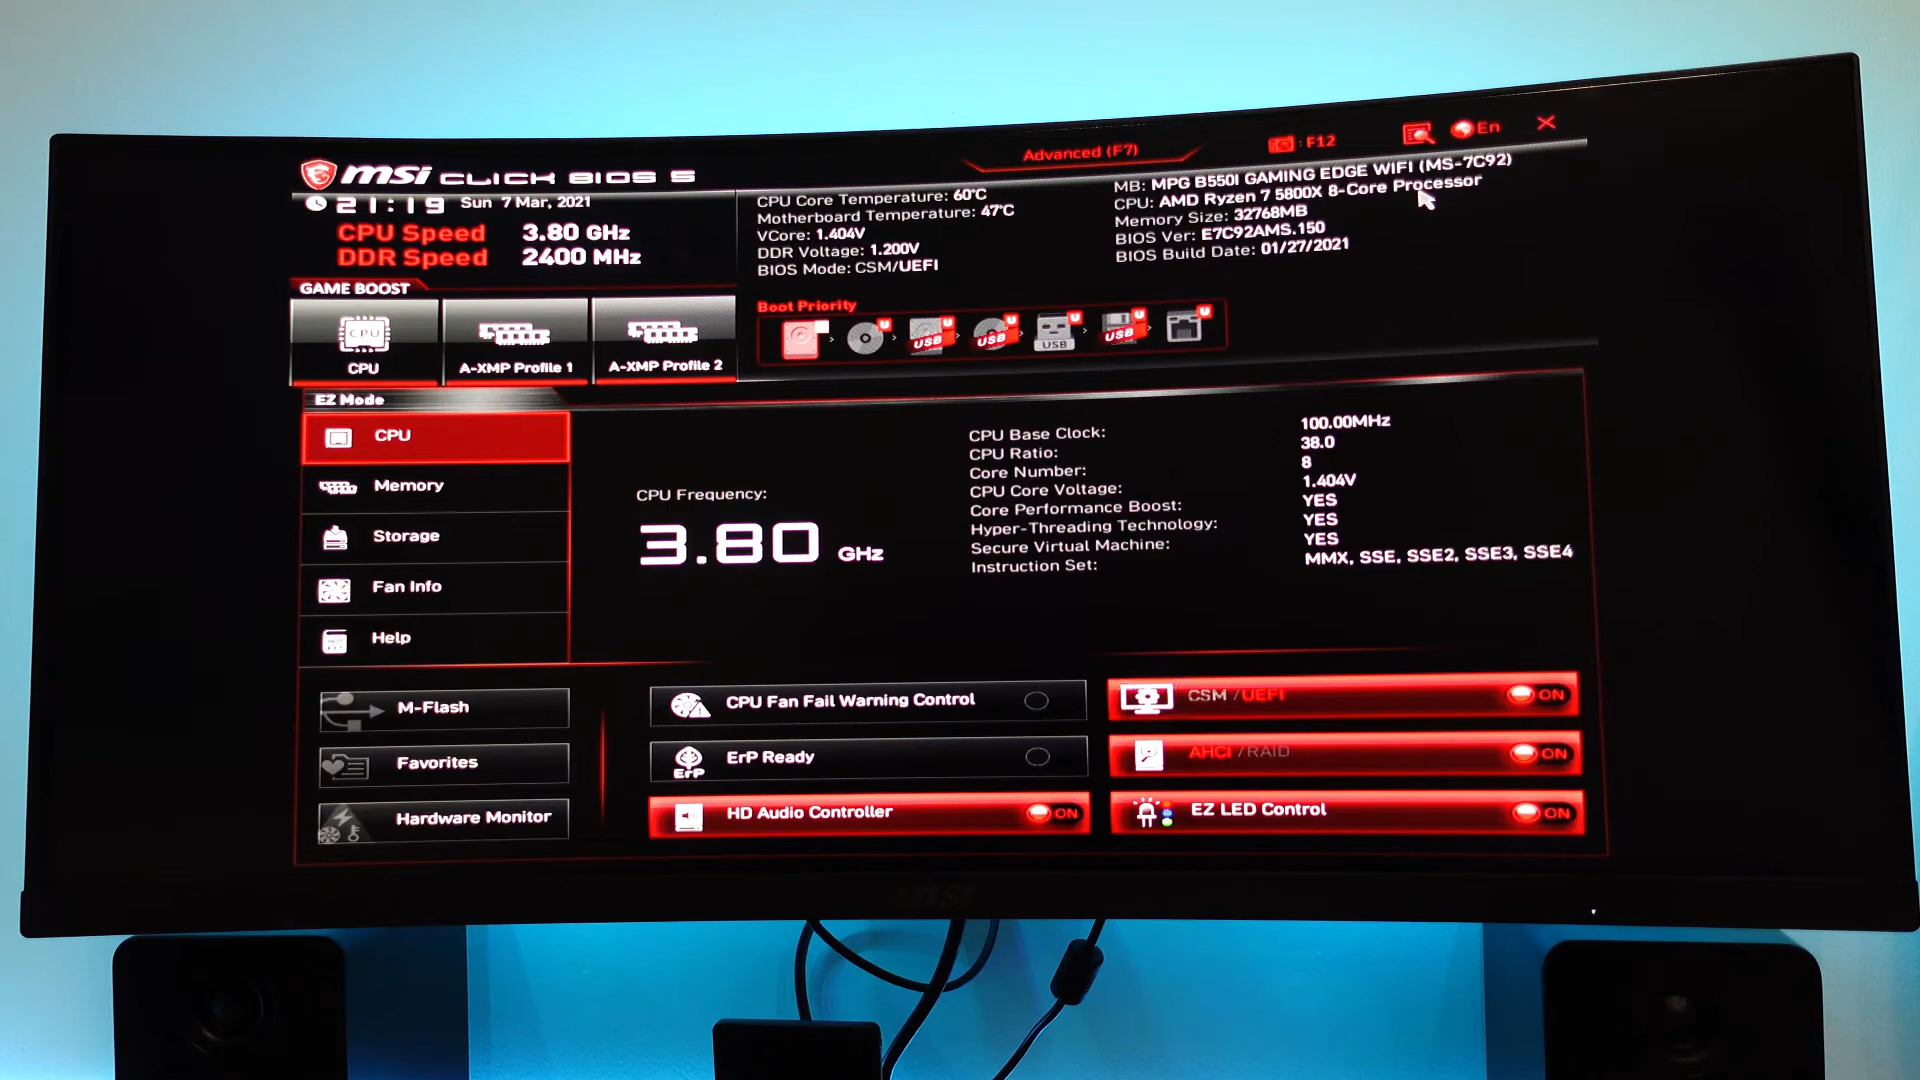 msi CLICK BIOS 5
Advanced (F7)
: F12
En
21:19 Sun 7 Mar, 2021
CPU Speed 3.80 GHz
DDR Speed 2400 MHz
CPU Core Temperature: 60°C
Motherboard Temperature: 47°C
VCore: 1.404V
DDR Voltage: 1.200V
BIOS Mode: CSM/UEFI
MB: MPG B550I GAMING EDGE WIFI (MS-7C92)
CPU: AMD Ryzen 7 5800X 8-Core Processor
Memory Size: 32768MB
BIOS Ver: E7C92AMS.150
BIOS Build Date: 01/27/2021
GAME BOOST
CPU
CPU
A-XMP Profile 1
A-XMP Profile 2
Boot Priority
U
USB U
USB U
USB U
USB U
U
EZ Mode
CPU
Memory
Storage
Fan Info
Help
CPU Frequency:
3.80 GHz
CPU Base Clock: 100.00MHz
CPU Ratio: 38.0
Core Number: 8
CPU Core Voltage: 1.404V
Core Performance Boost: YES
Hyper-Threading Technology: YES
Secure Virtual Machine: YES
Instruction Set: MMX, SSE, SSE2, SSE3, SSE4
M-Flash
Favorites
Hardware Monitor
CPU Fan Fail Warning Control
ErP
ErP Ready
HD Audio Controller ON
CSM /UEFI ON
AHCI /RAID ON
EZ LED Control ON
msi